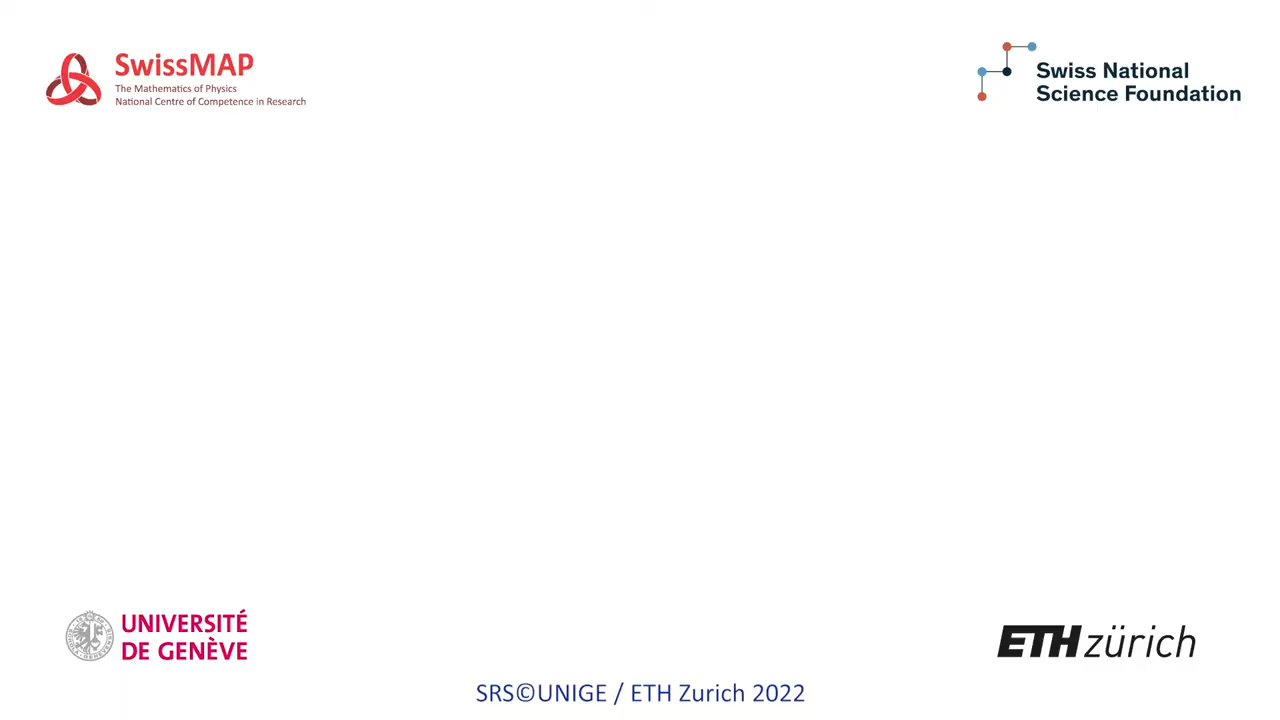 SwissMAP
The Mathematics of Physics
National Centre of Competence in Research
Swiss National
Science Foundation
UNIVERSITÉ
DE GENÈVE
ETH zürich
SRS©UNIGE / ETH Zurich 2022